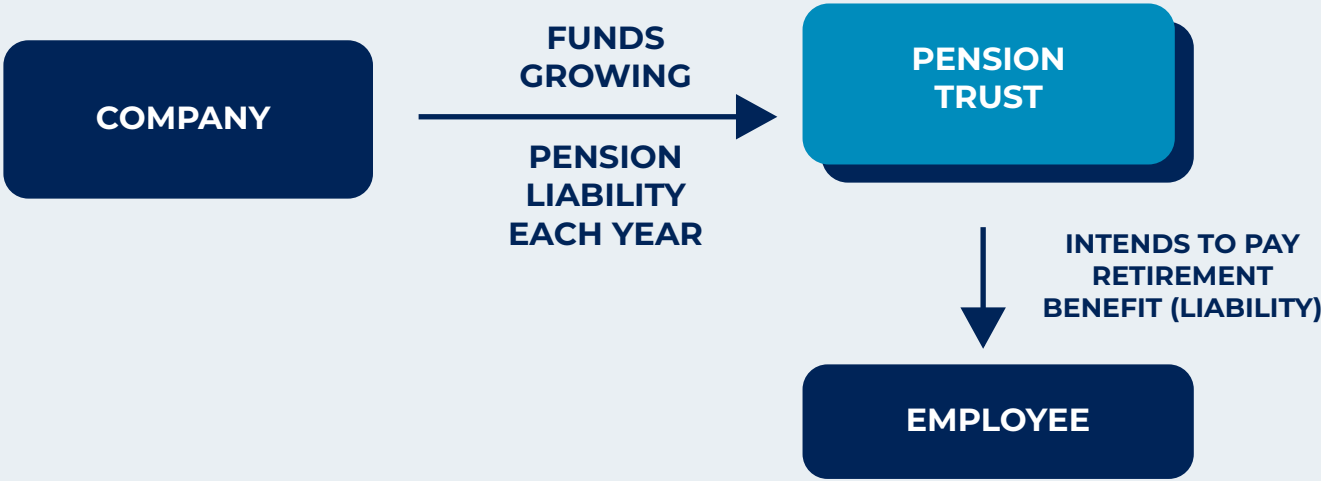 COMPANY
FUNDS
GROWING
PENSION
LIABILITY
EACH YEAR
PENSION
TRUST
INTENDS TO PAY
RETIREMENT
BENEFIT (LIABILITY)
EMPLOYEE